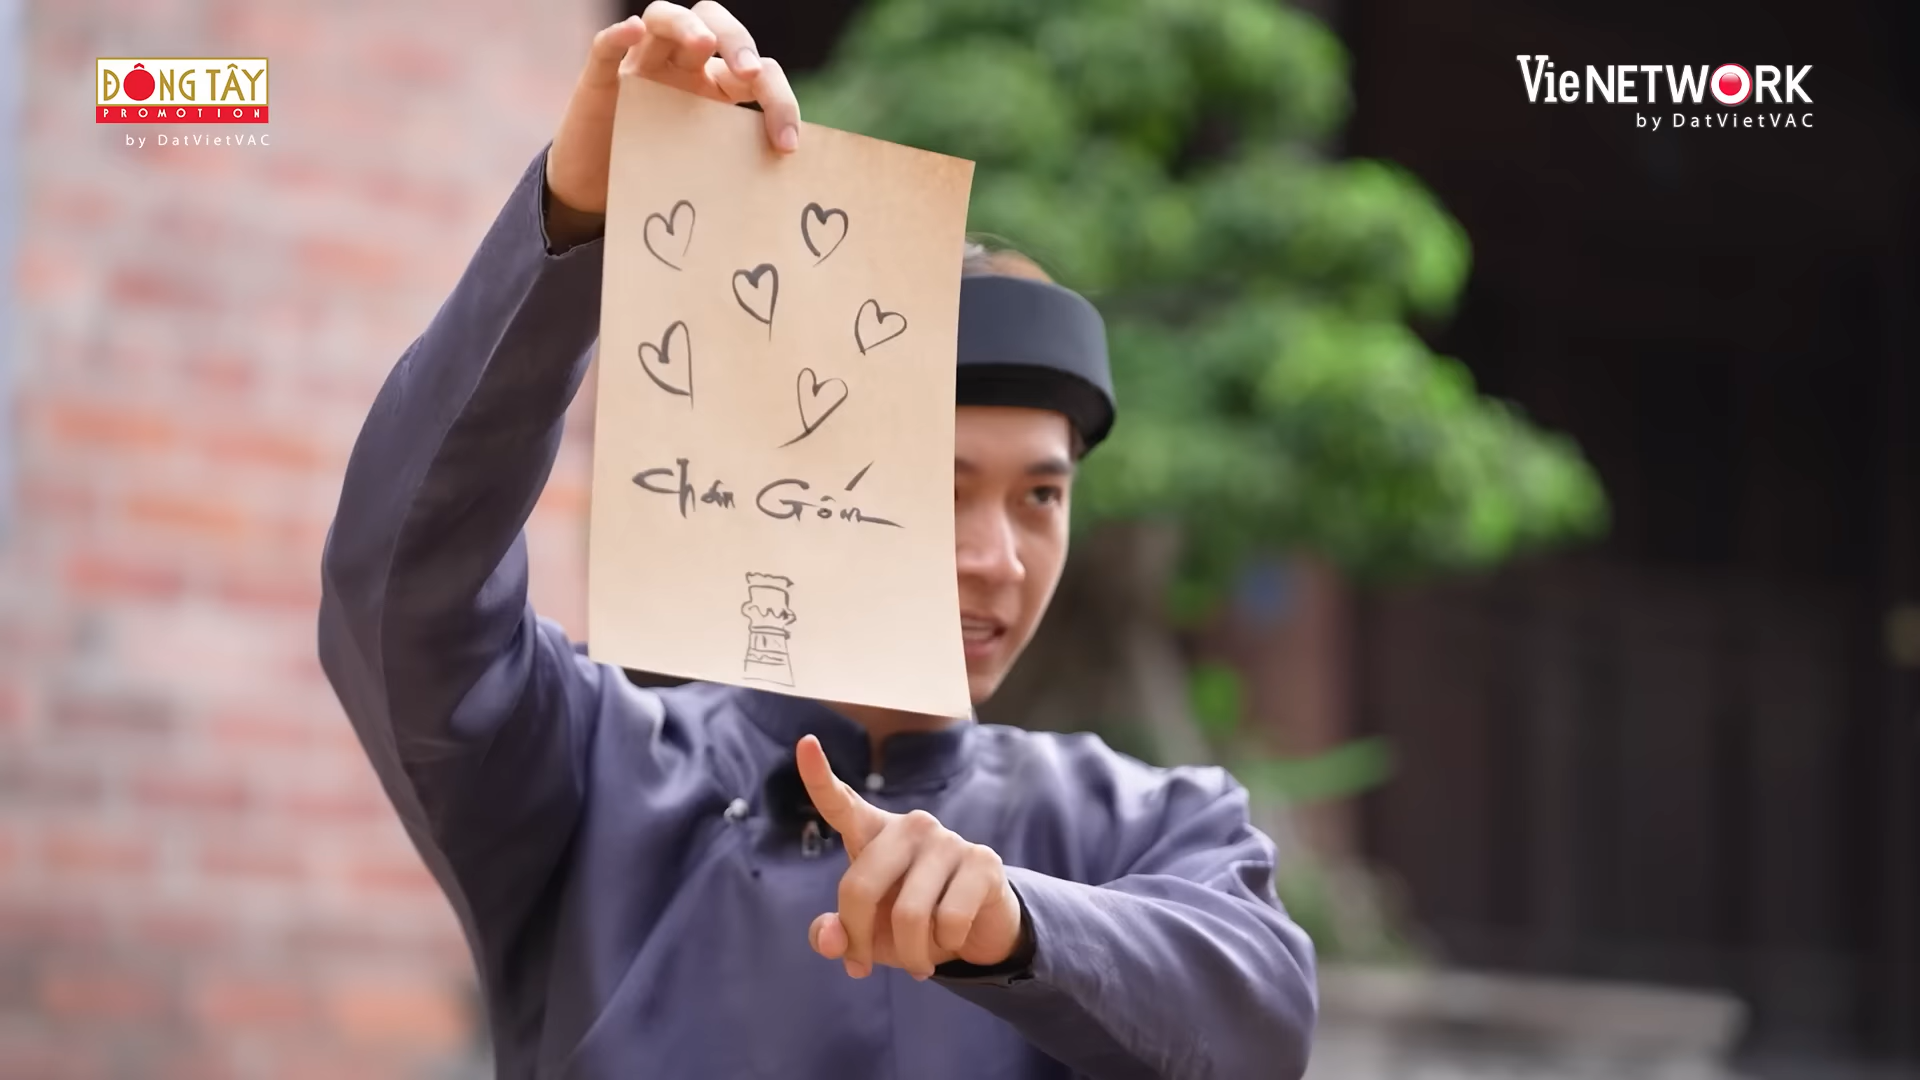 ĐÔNG TÂY
PROMOTION
by DatVietVAC
VieNETWORK
by DatVietVAC
Chân Gốm